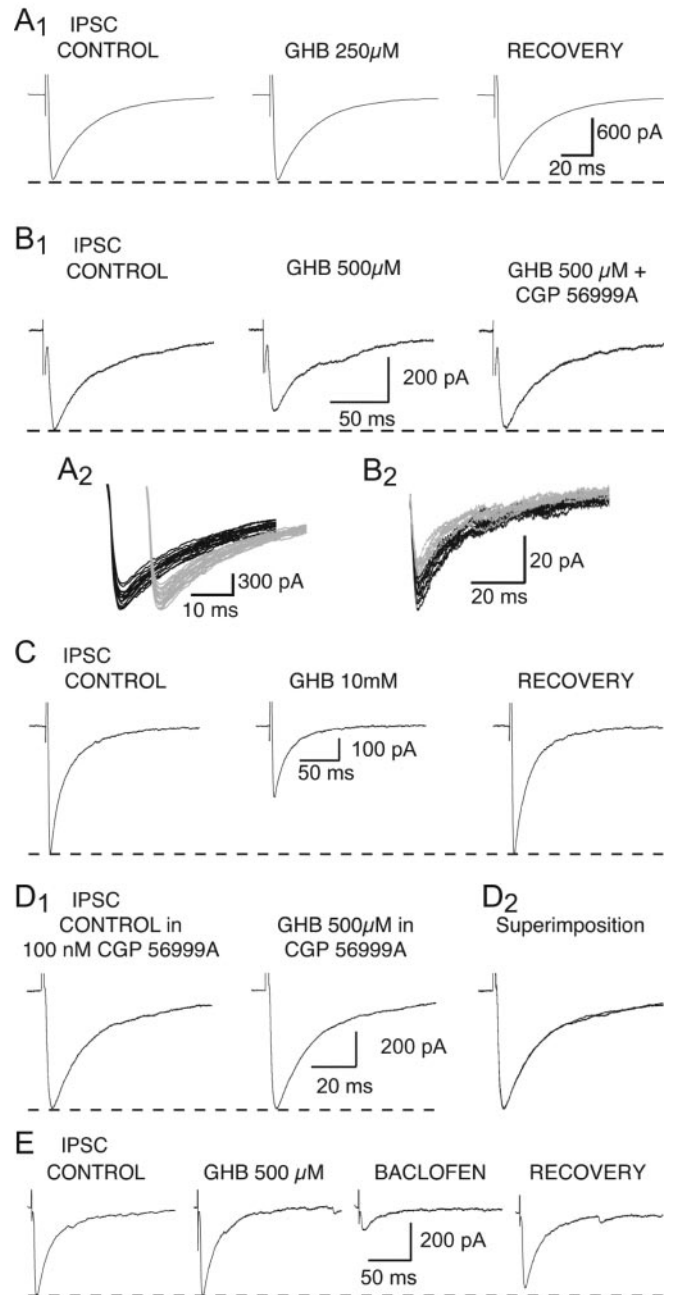 A1 IPSC
CONTROL
GHB 250µM
RECOVERY
600 pA
20 ms
B1 IPSC
CONTROL
GHB 500µM
GHB 500 µM +
CGP 56999A
200 pA
50 ms
A2
300 pA
10 ms
B2
20 pA
20 ms
C IPSC
CONTROL
GHB 10mM
RECOVERY
100 pA
50 ms
D1 IPSC
CONTROL in
100 nM CGP 56999A
GHB 500µM in
CGP 56999A
200 pA
20 ms
D2
Superimposition
E IPSC
CONTROL
GHB 500 µM
BACLOFEN
RECOVERY
200 pA
50 ms